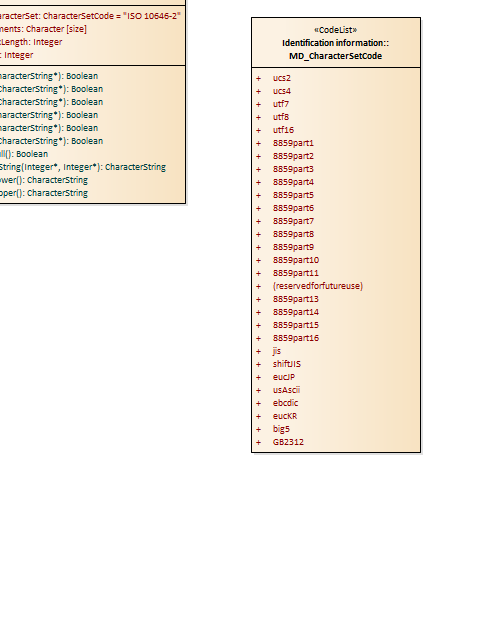 aracterSet: CharacterSetCode = "ISO 10646-2"
ments: Character [size]
Length: Integer
: Integer
haracterString*): Boolean
CharacterString*): Boolean
CharacterString*): Boolean
haracterString*): Boolean
haracterString*): Boolean
CharacterString*): Boolean
ll(): Boolean
String(Integer*, Integer*): CharacterString
ower(): CharacterString
pper(): CharacterString
«CodeList»
Identification information::
MD_CharacterSetCode
+ ucs2
+ ucs4
+ utf7
+ utf8
+ utf16
+ 8859part1
+ 8859part2
+ 8859part3
+ 8859part4
+ 8859part5
+ 8859part6
+ 8859part7
+ 8859part8
+ 8859part9
+ 8859part10
+ 8859part11
+ (reservedforfutureuse)
+ 8859part13
+ 8859part14
+ 8859part15
+ 8859part16
+ jis
+ shiftJIS
+ eucJP
+ usAscii
+ ebcdic
+ eucKR
+ big5
+ GB2312